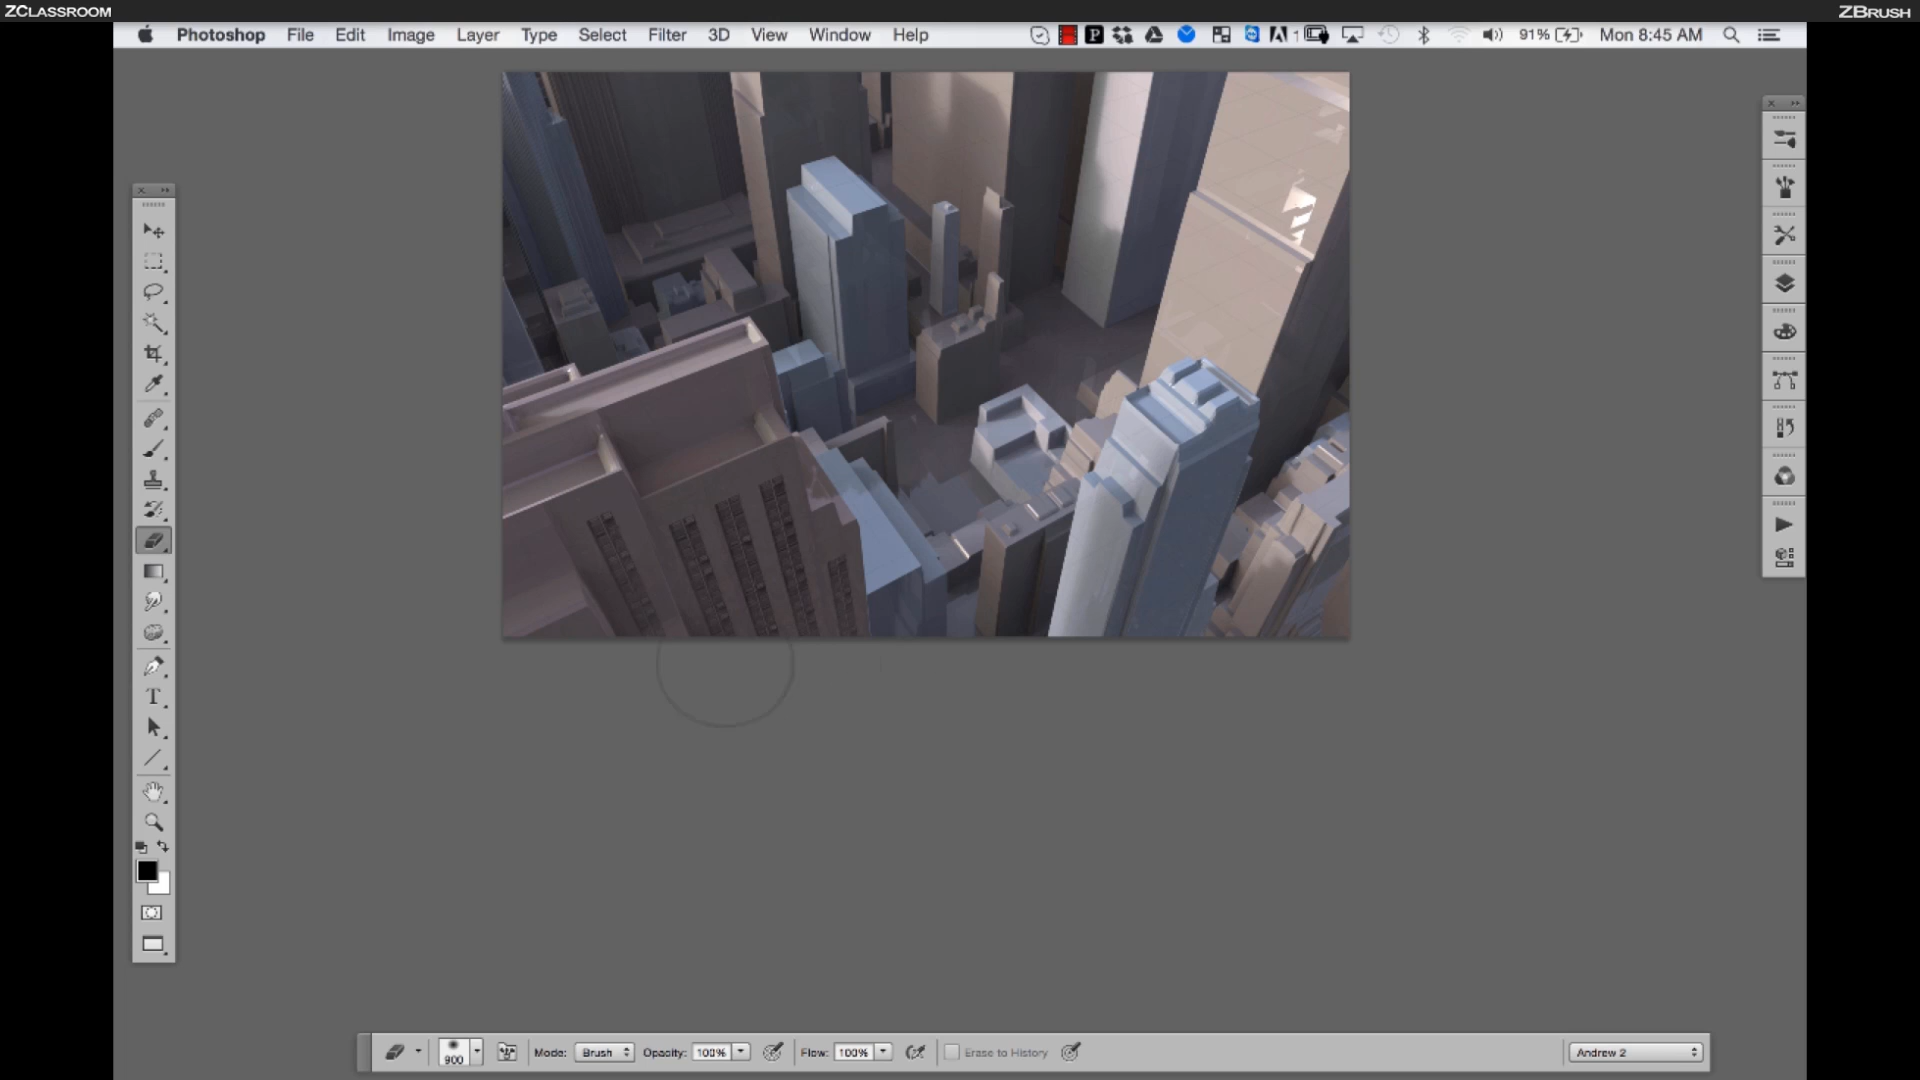 ZCLASSROOM
ZBRUSH
Photoshop File Edit Image Layer Type Select Filter 3D View Window Help 1 91% Mon 8:45 AM
T
900 Mode: Brush Opacity: 100% Flow: 100% Erase to History Andrew 2